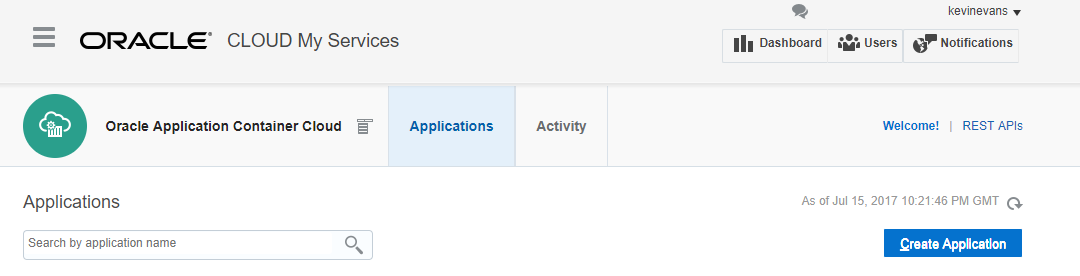 kevinevans
ORACLE CLOUD My Services
Dashboard Users Notifications
Oracle Application Container Cloud Applications Activity Welcome! | REST APIs
Applications As of Jul 15, 2017 10:21:46 PM GMT
Search by application name Create Application